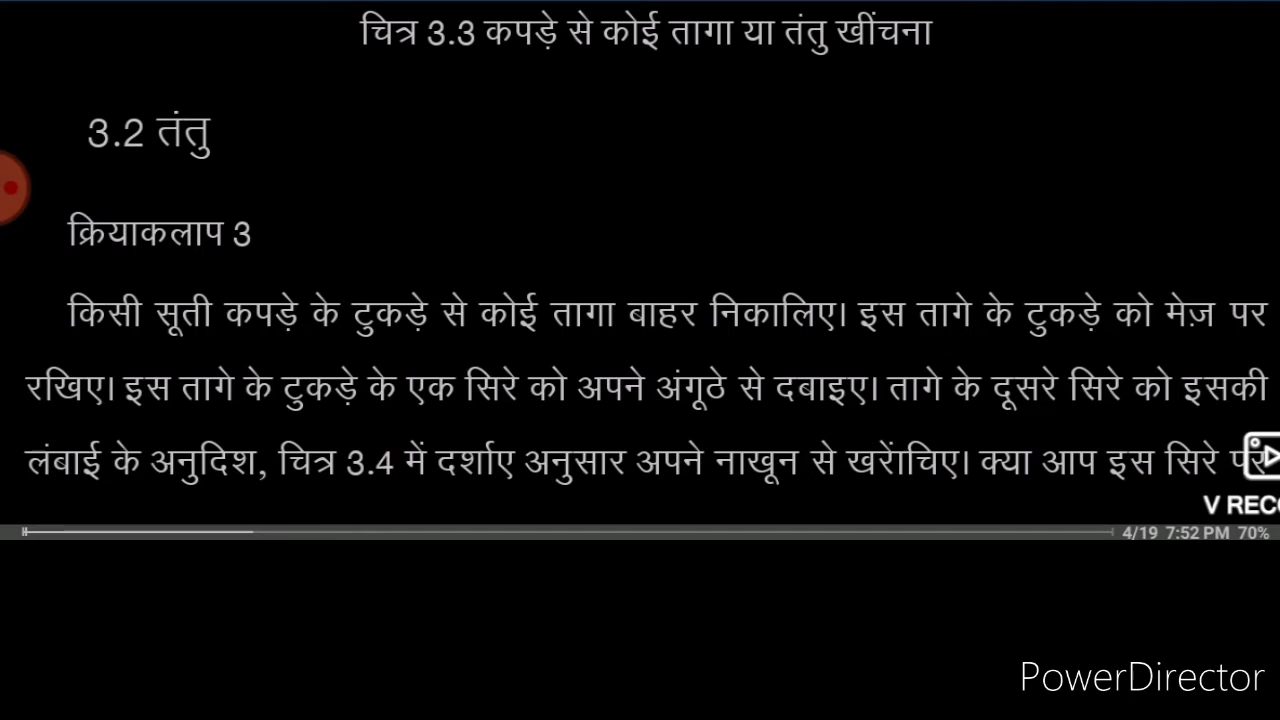 चित्र 3.3 कपड़े से कोई तागा या तंतु खींचना
3.2 तंतु
क्रियाकलाप 3
किसी सूती कपड़े के टुकड़े से कोई तागा बाहर निकालिए। इस तागे के टुकड़े को मेज़ पर
रखिए। इस तागे के टुकड़े के एक सिरे को अपने अंगूठे से दबाइए। तागे के दूसरे सिरे को इसकी
लंबाई के अनुदिश, चित्र 3.4 में दर्शाए अनुसार अपने नाखून से खरोंचिए। क्या आप इस सिरे पर
V REC
4/19 7:52 PM 70%
PowerDirector